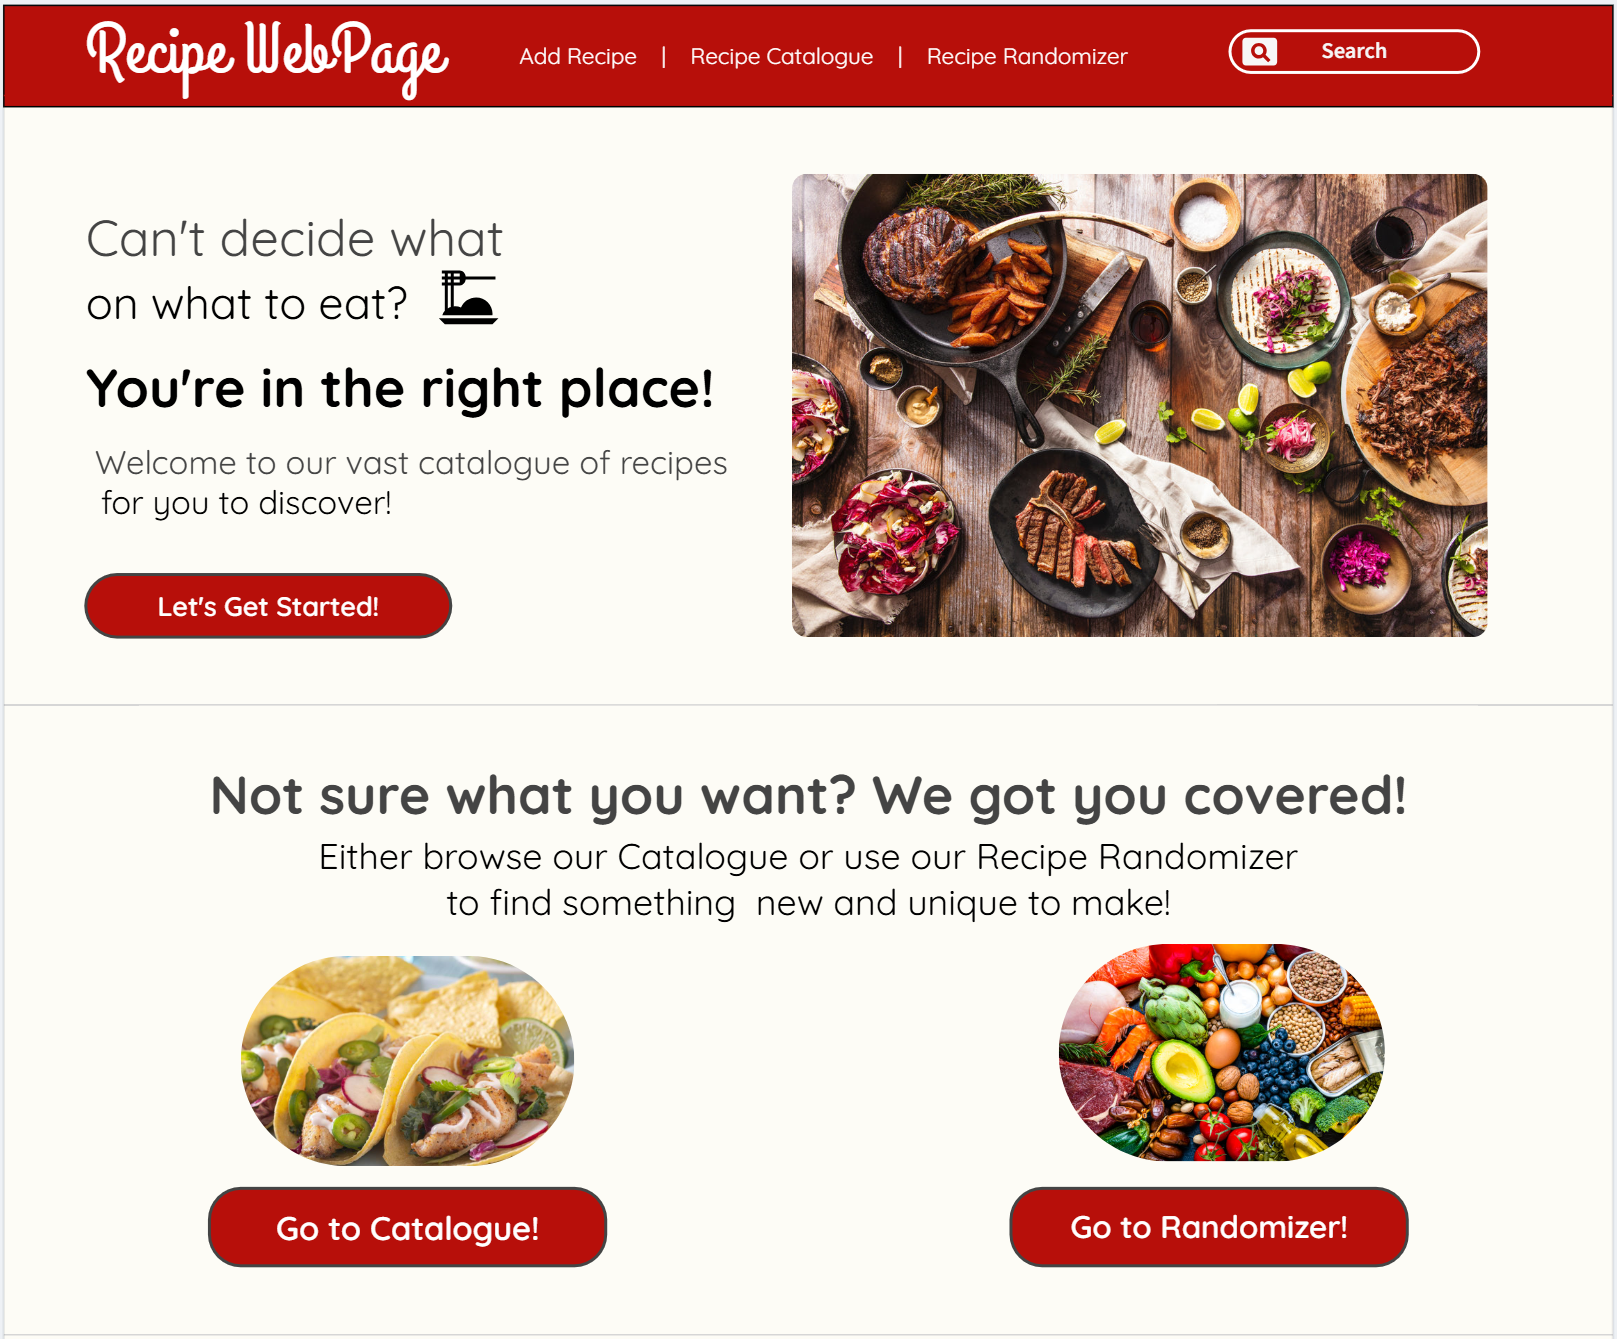 Recipe WebPage
Add Recipe | Recipe Catalogue | Recipe Randomizer
Search
Can't decide what
on what to eat?
You're in the right place!
Welcome to our vast catalogue of recipes
for you to discover!
Let's Get Started!
Not sure what you want? We got you covered!
Either browse our Catalogue or use our Recipe Randomizer
to find something  new and unique to make!
Go to Catalogue!
Go to Randomizer!